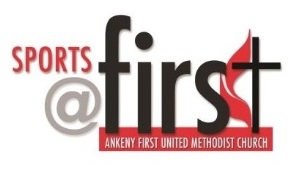 SPORTS
@first
ANKENY FIRST UNITED METHODIST CHURCH